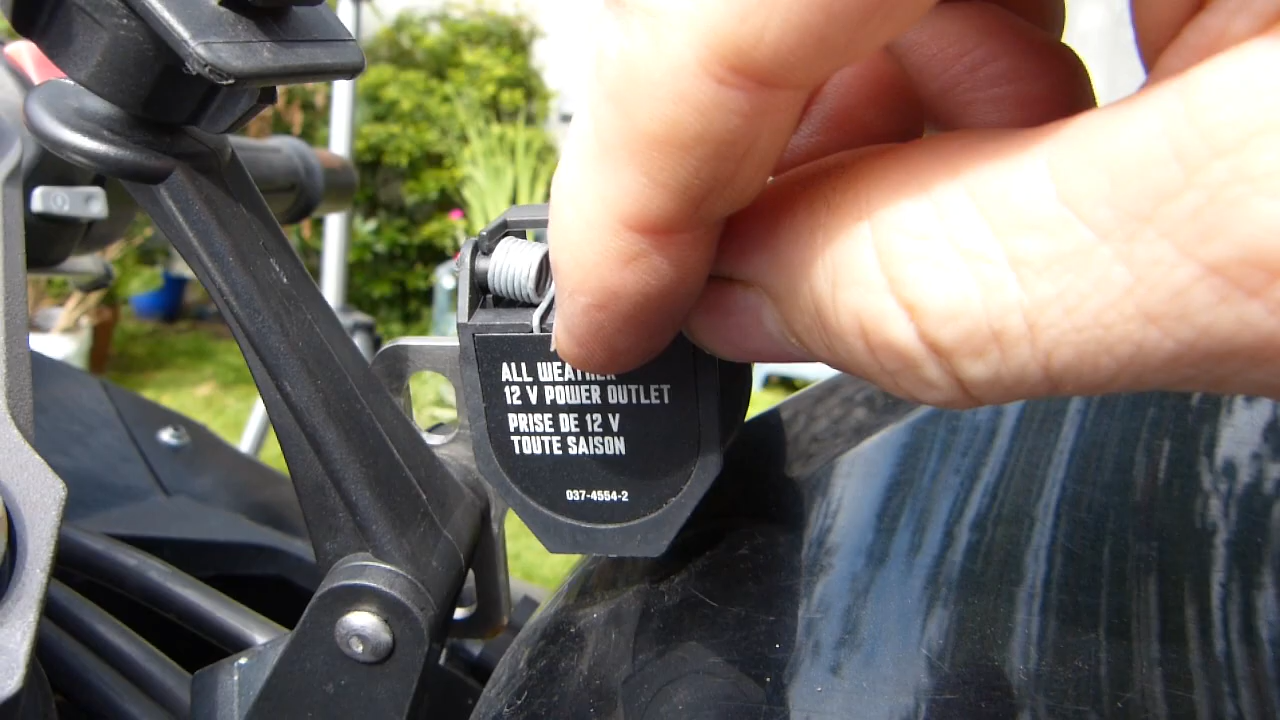 ALL WEATHER
12 V POWER OUTLET
PRISE DE 12 V
TOUTE SAISON
037-4554-2